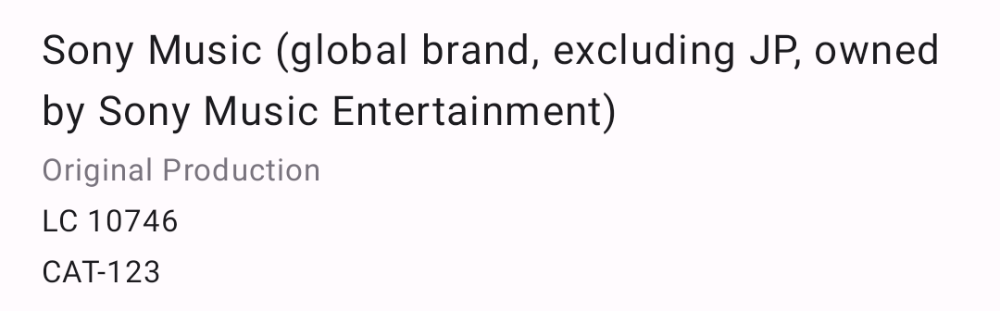 Sony Music (global brand, excluding JP, owned
by Sony Music Entertainment)
Original Production
LC 10746
CAT-123